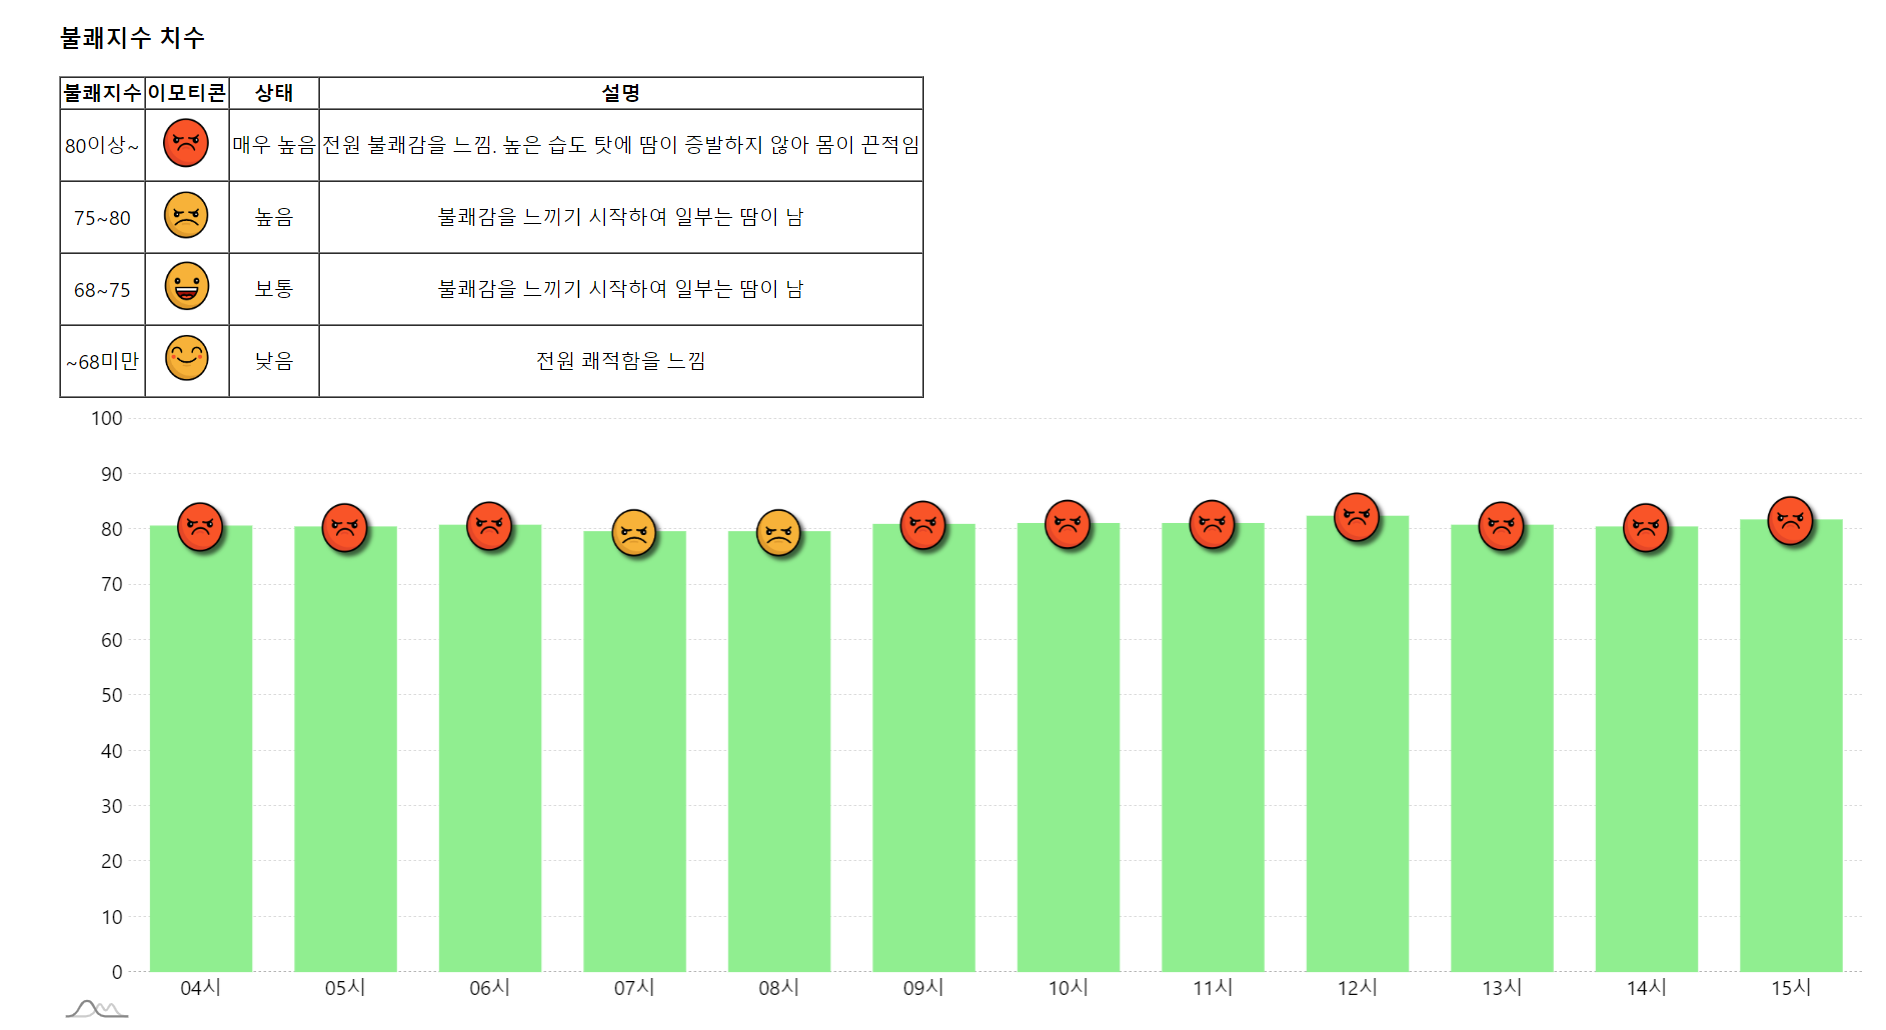 불쾌지수 치수
불쾌지수 이모티콘 상태 설명
80이상~ 매우 높음 전원 불쾌감을 느낌. 높은 습도 탓에 땀이 증발하지 않아 몸이 끈적임
75~80 높음 불쾌감을 느끼기 시작하여 일부는 땀이 남
68~75 보통 불쾌감을 느끼기 시작하여 일부는 땀이 남
~68미만 낮음 전원 쾌적함을 느낌
100
90
80
70
60
50
40
30
20
10
0
04시 05시 06시 07시 08시 09시 10시 11시 12시 13시 14시 15시